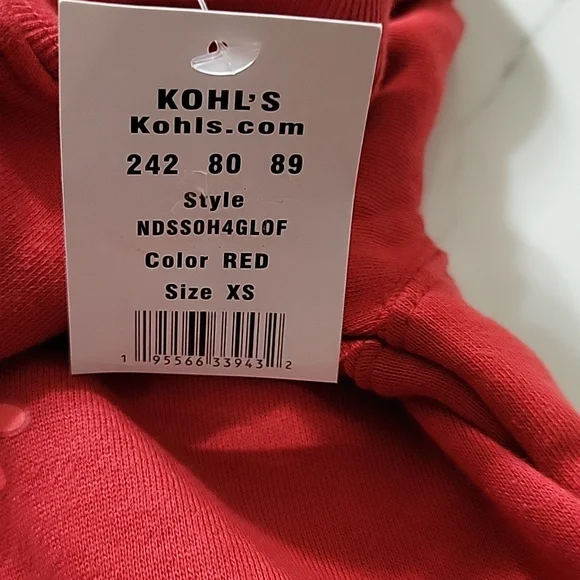 KOHL'S
Kohls.com
242 80 89
Style
NDSSOH4GLOF
Color RED
Size XS
1 95566 33943 2